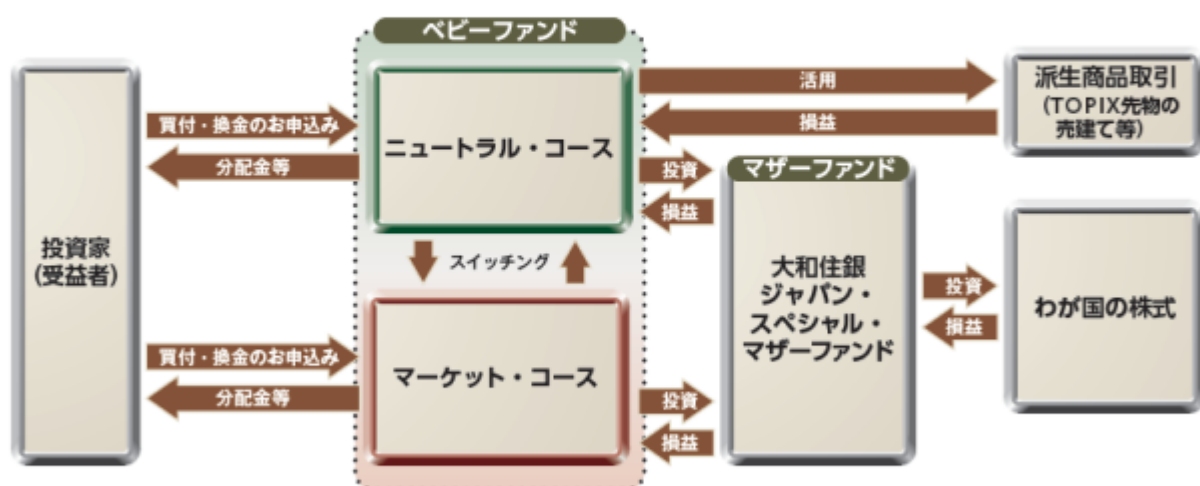 ベビーファンド
投資家
(受益者)
買付・換金のお申込み
分配金等
ニュートラル・コース
活用
損益
派生商品取引
(TOPIX先物の
売建て等)
投資
損益
スイッチング
買付・換金のお申込み
分配金等
マーケット・コース
投資
損益
マザーファンド
大和住銀
ジャパン・
スペシャル・
マザーファンド
投資
損益
わが国の株式